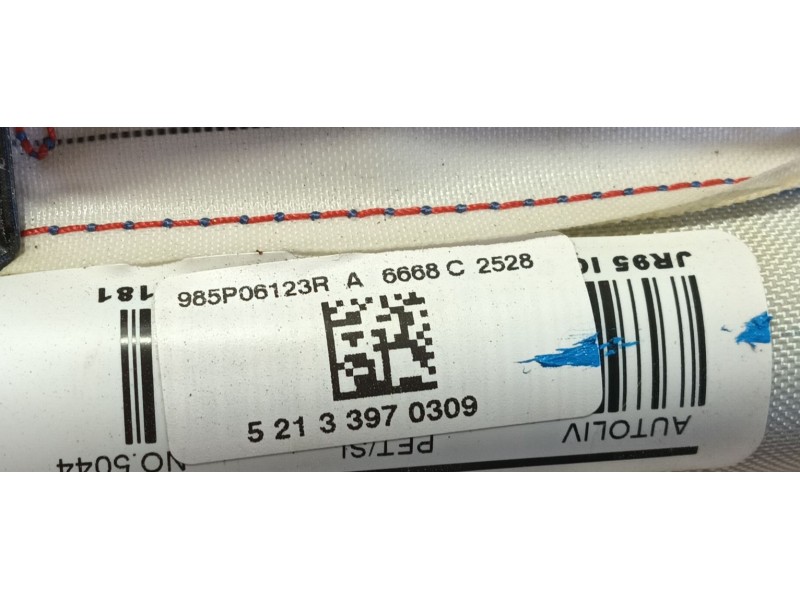 985P06123R A 6668 C 2528
5 21 3 397 0309
181
JR95
AUTOLIV
PET/SI
NO.5044